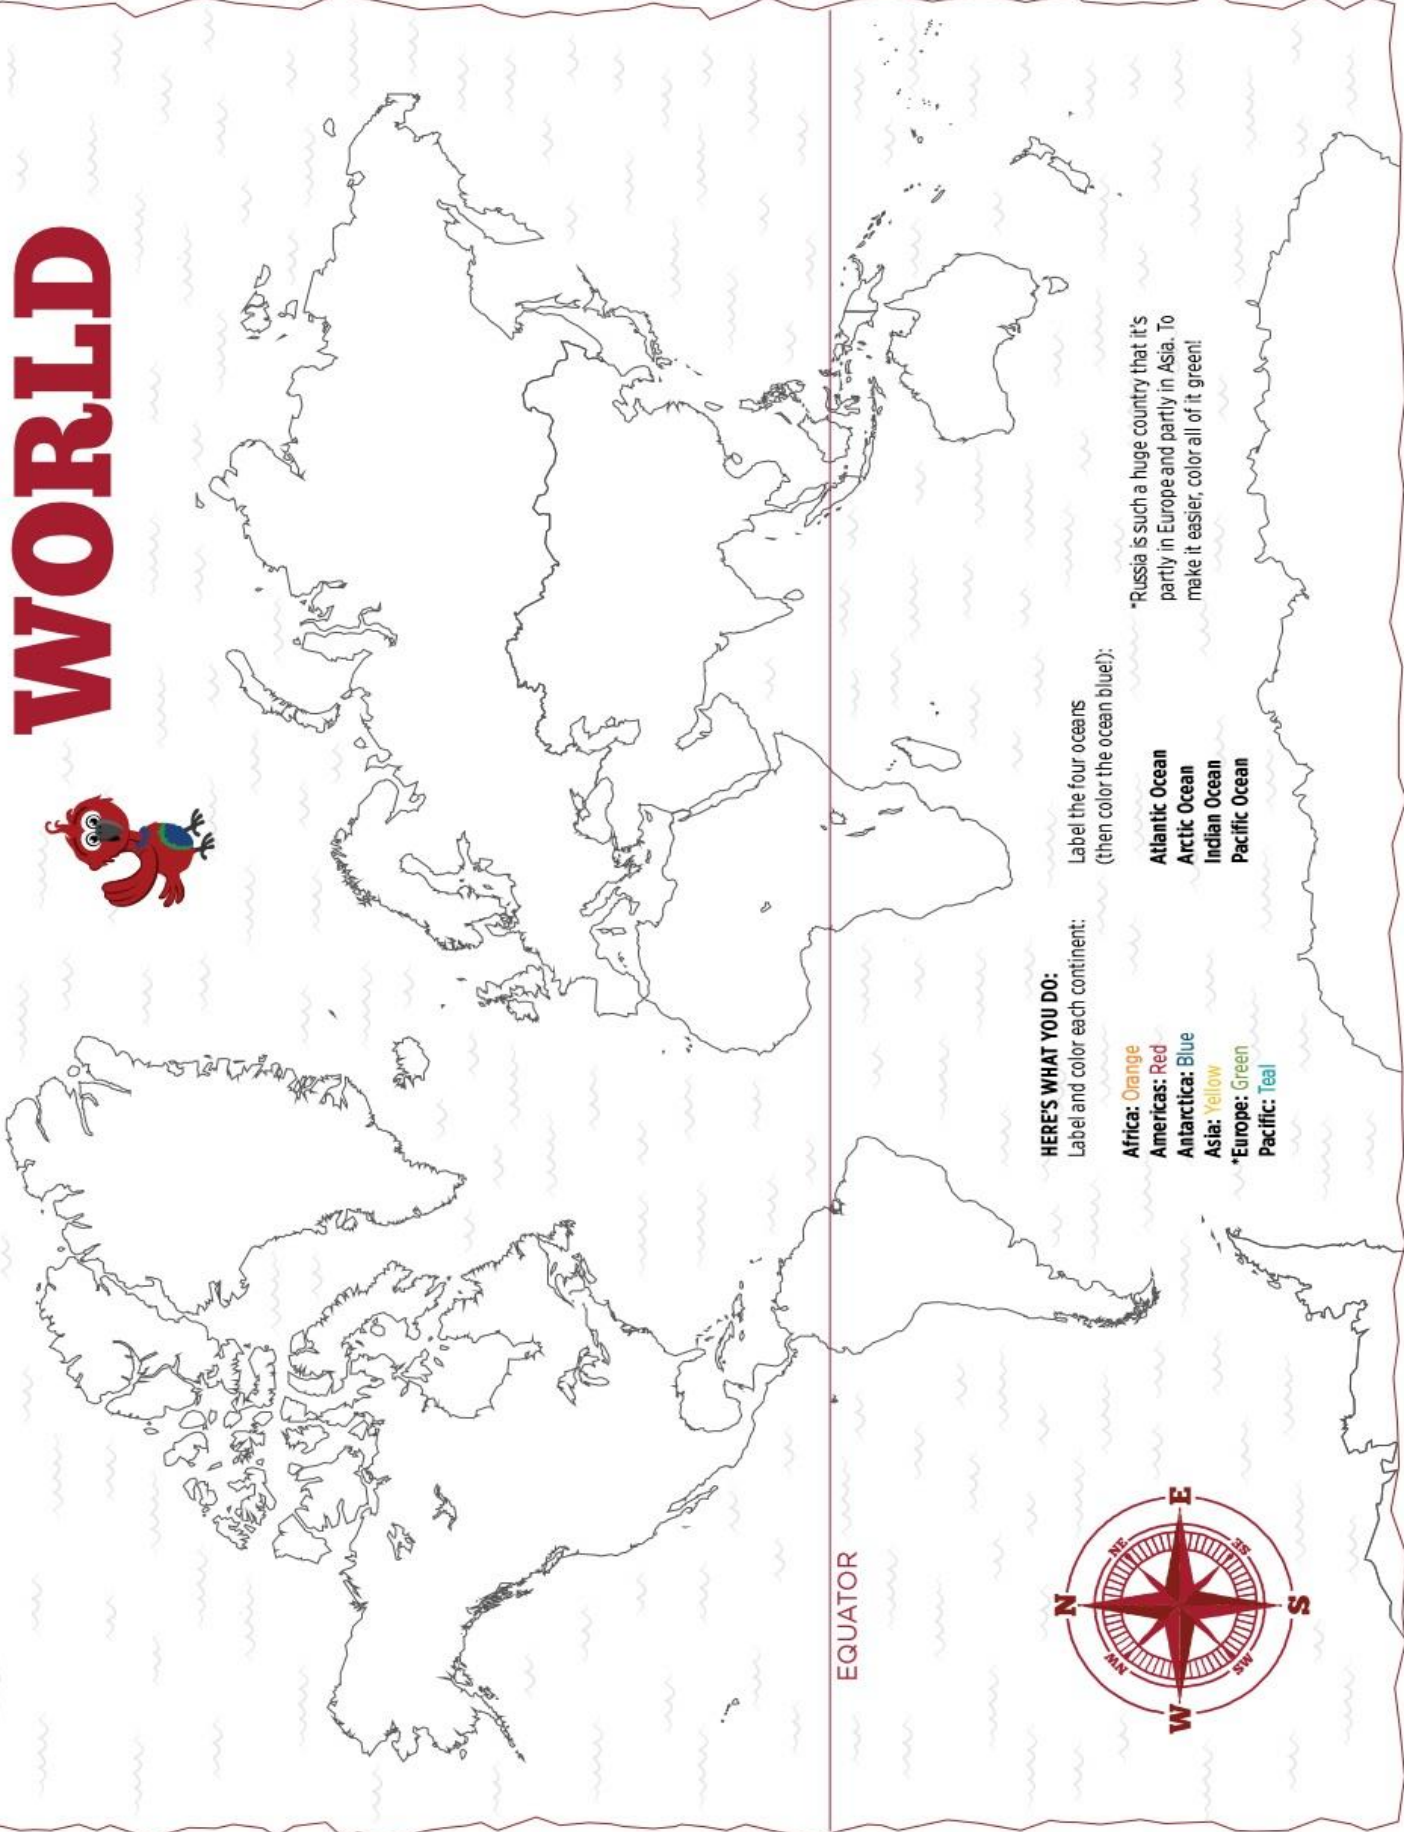 WORLD
EQUATOR
HERE'S WHAT YOU DO:
Label and color each continent:
Africa: Orange
Americas: Red
Antarctica: Blue
Asia: Yellow
*Europe: Green
Pacific: Teal
Label the four oceans
(then color the ocean blue!):
Atlantic Ocean
Arctic Ocean
Indian Ocean
Pacific Ocean
*Russia is such a huge country that it's
partly in Europe and partly in Asia. To
make it easier, color all of it green!
N
NE
E
SE
S
SW
W
NW